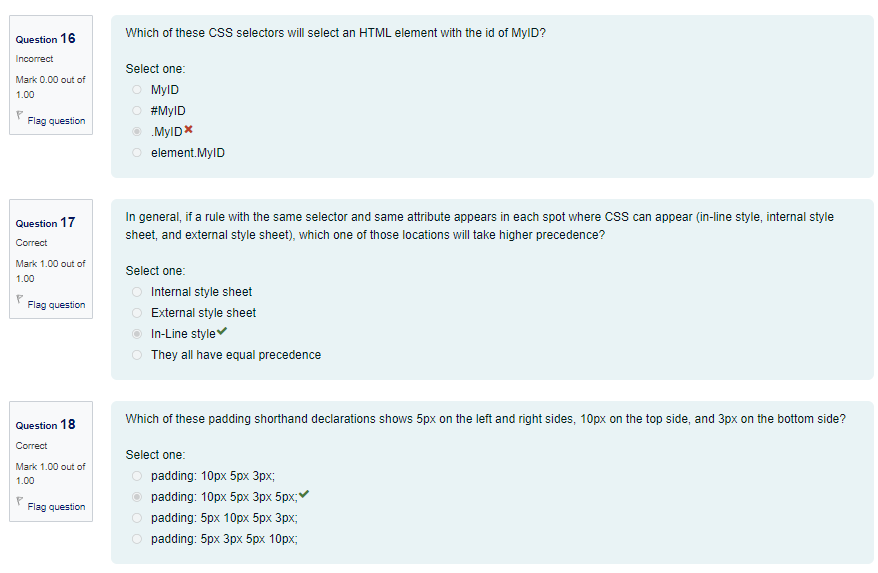 Question 16
Incorrect
Mark 0.00 out of
1.00
Flag question
Which of these CSS selectors will select an HTML element with the id of MyID?
Select one:
MyID
#MyID
.MyID
element.MyID
Question 17
Correct
Mark 1.00 out of
1.00
Flag question
In general, if a rule with the same selector and same attribute appears in each spot where CSS can appear (in-line style, internal style
sheet, and external style sheet), which one of those locations will take higher precedence?
Select one:
Internal style sheet
External style sheet
In-Line style
They all have equal precedence
Question 18
Correct
Mark 1.00 out of
1.00
Flag question
Which of these padding shorthand declarations shows 5px on the left and right sides, 10px on the top side, and 3px on the bottom side?
Select one:
padding: 10px 5px 3px;
padding: 10px 5px 3px 5px;
padding: 5px 10px 5px 3px;
padding: 5px 3px 5px 10px;